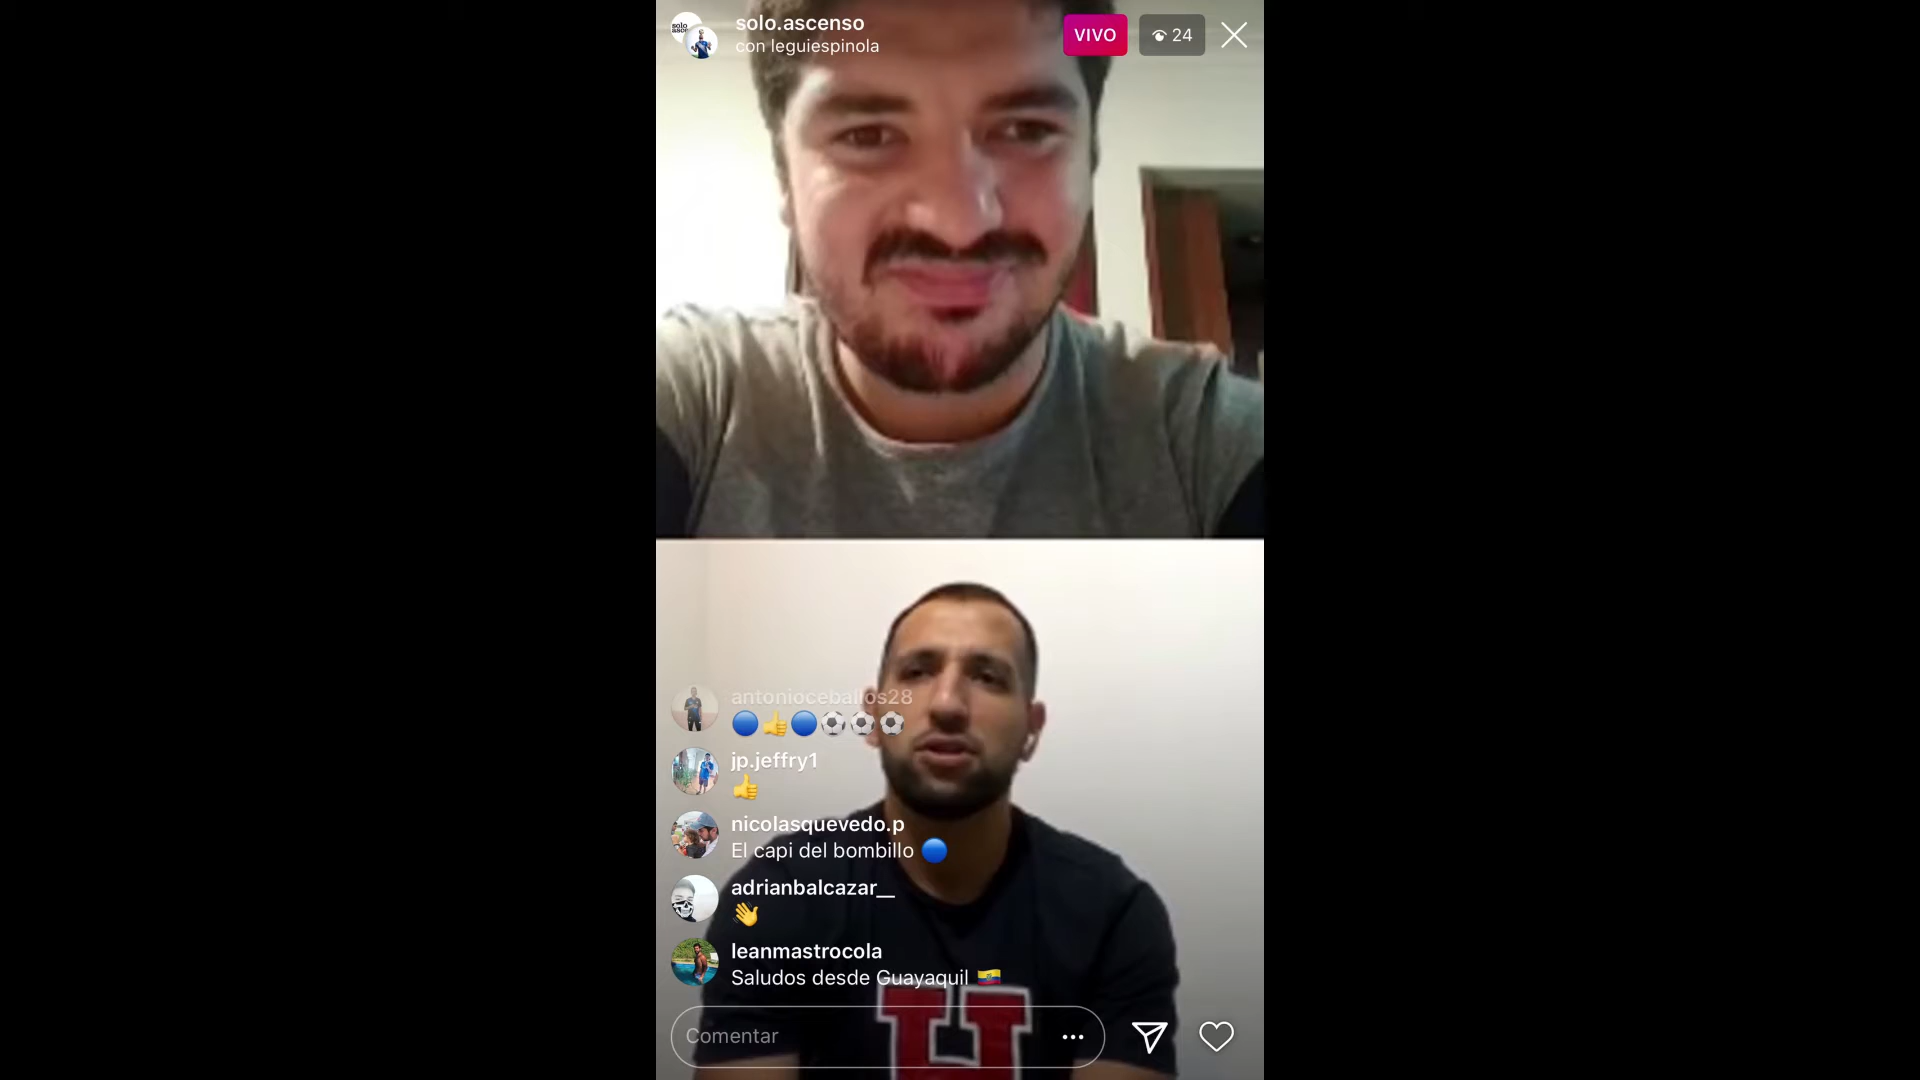 solo.ascenso
con leguiespinola
VIVO
24
antonioceballos28
🔵👍🔵⚽⚽⚽
jp.jeffry1
👍
nicolasquevedo.p
El capi del bombillo 🔵
adrianbalcazar__
👋
leanmastrocola
Saludos desde Guayaquil 🇪🇨
Comentar